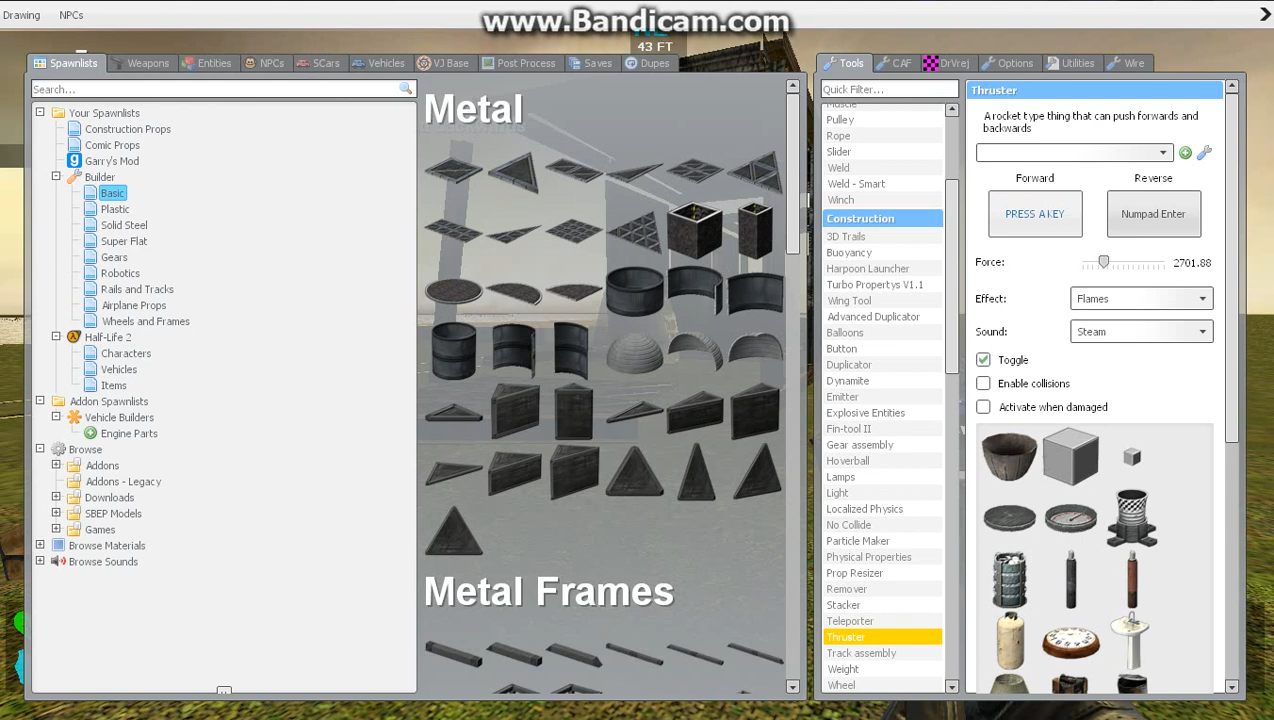 Drawing NPCs
www.Bandicam.com
43 FT
Spawnlists Weapons Entities NPCs SCars Vehicles VJ Base Post Process Saves Dupes
Tools CAF DrVrej Options Utilities Wire
Search...
Your Spawnlists
Construction Props
Comic Props
Garry's Mod
Builder
Basic
Plastic
Solid Steel
Super Flat
Gears
Robotics
Rails and Tracks
Airplane Props
Wheels and Frames
Half-Life 2
Characters
Vehicles
Items
Addon Spawnlists
Vehicle Builders
Engine Parts
Browse
Addons
Addons - Legacy
Downloads
SBEP Models
Games
Browse Materials
Browse Sounds
Metal
Metal Frames
Quick Filter...
Muscle
Pulley
Rope
Slider
Weld
Weld - Smart
Winch
Construction
3D Trails
Buoyancy
Harpoon Launcher
Turbo Propertys V1.1
Wing Tool
Advanced Duplicator
Balloons
Button
Duplicator
Dynamite
Emitter
Explosive Entities
Fin-tool II
Gear assembly
Hoverball
Lamps
Light
Localized Physics
No Collide
Particle Maker
Physical Properties
Prop Resizer
Remover
Stacker
Teleporter
Thruster
Track assembly
Weight
Wheel
Thruster
A rocket type thing that can push forwards and
backwards
Forward Reverse
PRESS A KEY Numpad Enter
Force: 2701.88
Effect: Flames
Sound: Steam
Toggle
Enable collisions
Activate when damaged